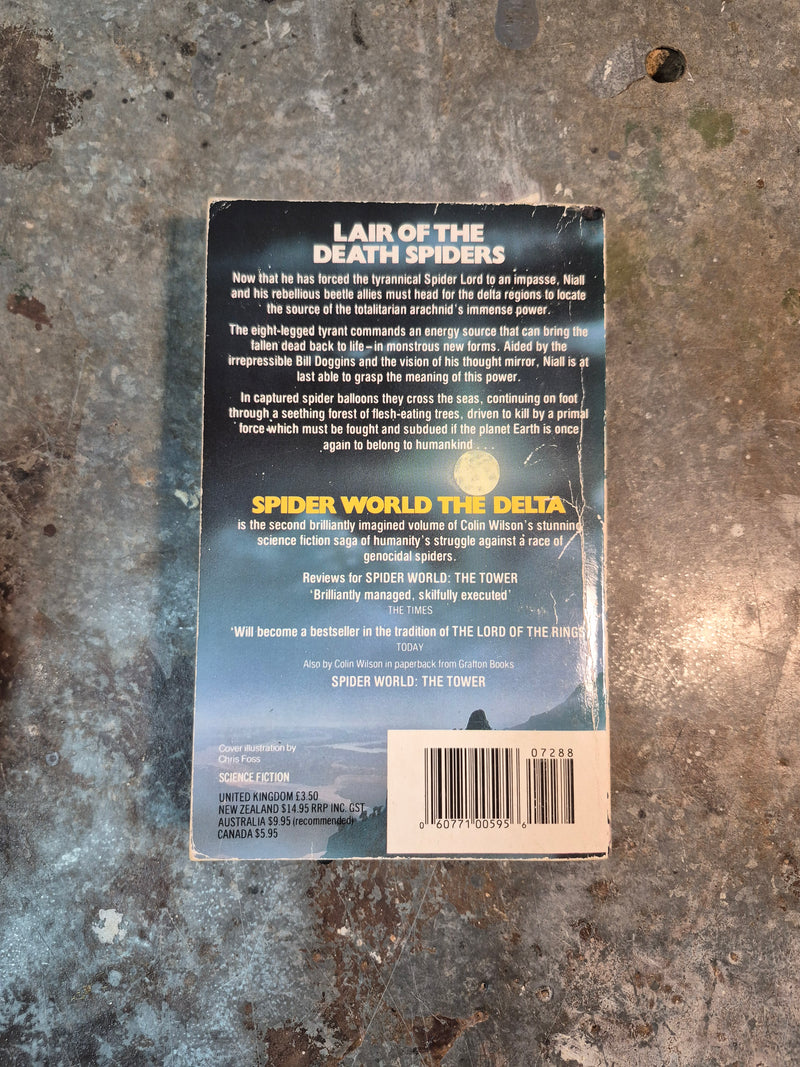 LAIR OF THE
DEATH SPIDERS
Now that he has forced the tyrannical Spider Lord to an impasse, Niall
and his rebellious beetle allies must head for the delta regions to locate
the source of the totalitarian arachnid's immense power.
The eight-legged tyrant commands an energy source that can bring the
fallen dead back to life – in monstrous new forms. Aided by the
irrepressible Bill Doggins and the vision of his thought mirror, Niall is at
last able to grasp the meaning of this power.
In captured spider balloons they cross the seas, continuing on foot
through a seething forest of flesh-eating trees, driven to kill by a primal
force which must be fought and subdued if the planet Earth is once
again to belong to humankind . . .
SPIDER WORLD THE DELTA
is the second brilliantly imagined volume of Colin Wilson's stunning
science fiction saga of humanity's struggle against a race of
genocidal spiders.
Reviews for SPIDER WORLD: THE TOWER
'Brilliantly managed, skilfully executed'
THE TIMES
'Will become a bestseller in the tradition of THE LORD OF THE RINGS'
TODAY
Also by Colin Wilson in paperback from Grafton Books
SPIDER WORLD: THE TOWER
Cover illustration by
Chris Foss
SCIENCE FICTION
UNITED KINGDOM £3.50
NEW ZEALAND $14.95 RRP INC. GST
AUSTRALIA $9.95 (recommended)
CANADA $5.95
07288
0 60771 00595 6